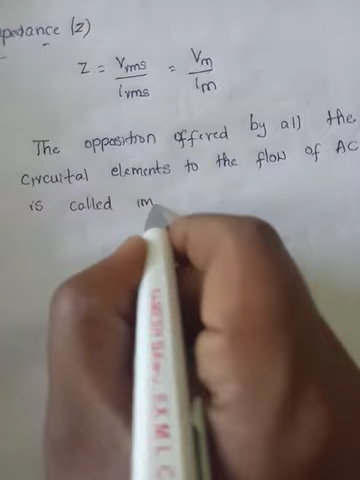 pedance (z)
Z = Vrms / irms = Vm / im
The opposition offered by all the
circuital elements to the flow of AC
is called im